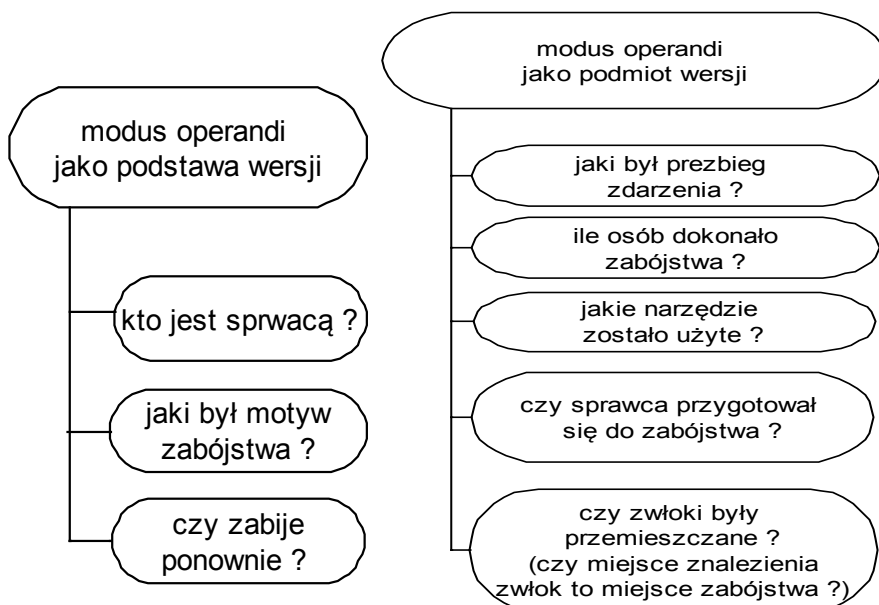 modus operandi
jako podstawa wersji
kto jest sprwacą ?
jaki był motyw
zabójstwa ?
czy zabije
ponownie ?
modus operandi
jako podmiot wersji
jaki był prezbieg
zdarzenia ?
ile osób dokonało
zabójstwa ?
jakie narzędzie
zostało użyte ?
czy sprawca przygotował
się do zabójstwa ?
czy zwłoki były
przemieszczane ?
(czy miejsce znalezienia
zwłok to miejsce zabójstwa ?)